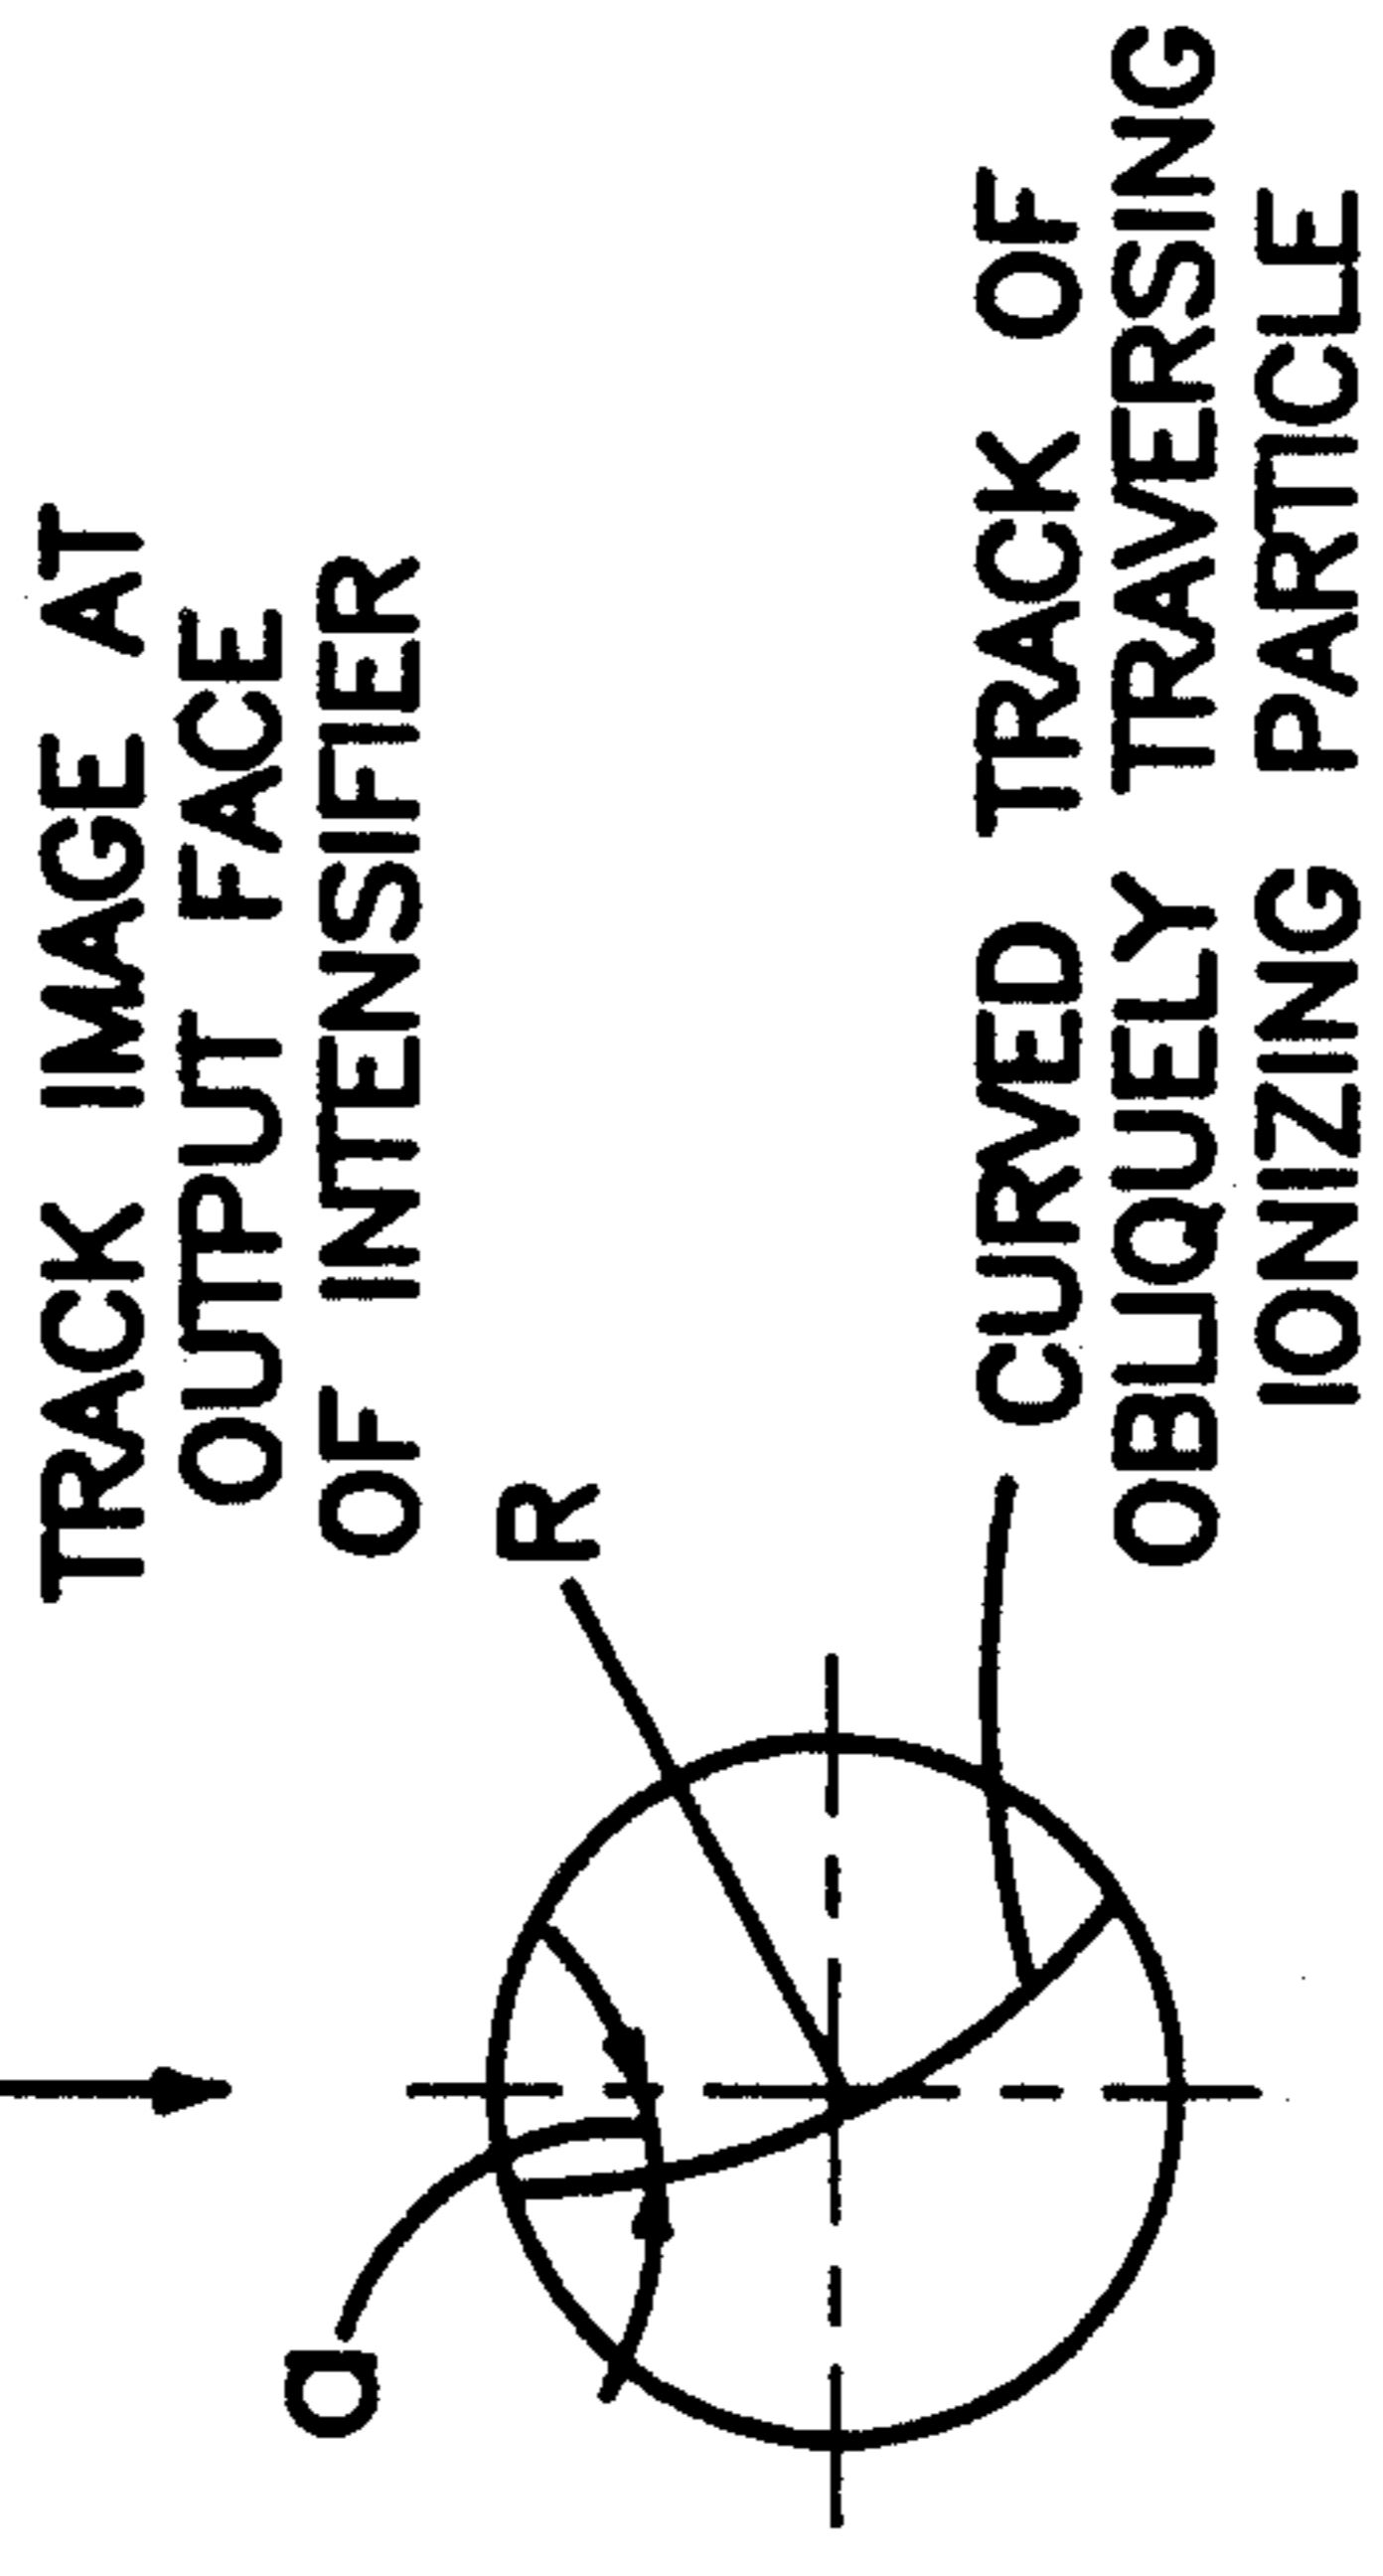 TRACK IMAGE AT
OUTPUT FACE
OF INTENSIFIER
R
a
CURVED TRACK OF
OBLIQUELY TRAVERSING
IONIZING PARTICLE